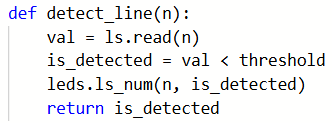 def detect_line(n):
    val = ls.read(n)
    is_detected = val < threshold
    leds.ls_num(n, is_detected)
    return is_detected